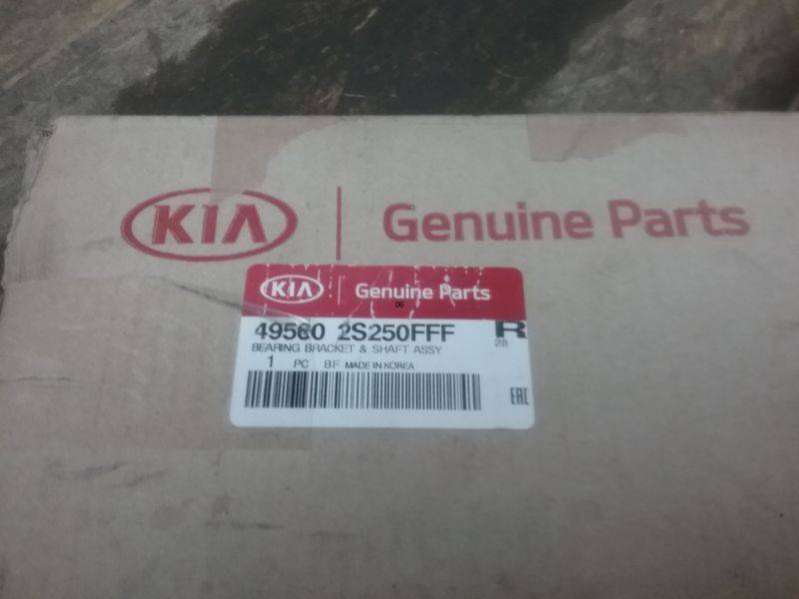 KIA Genuine Parts
KIA Genuine Parts
49560 2S250FFF R
BEARING BRACKET & SHAFT ASSY 28
1 PC BF MADE IN KOREA
EAC